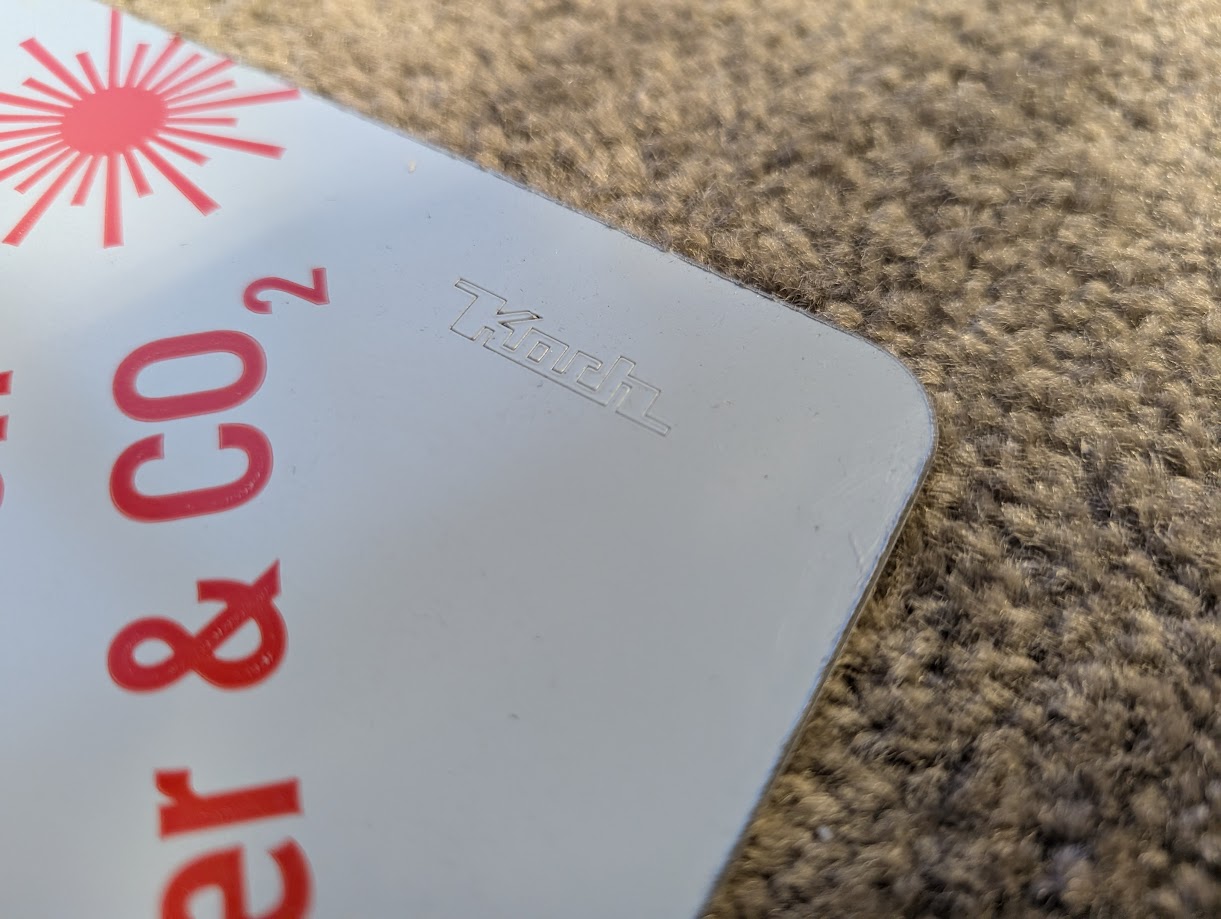 er & CO₂
Koch